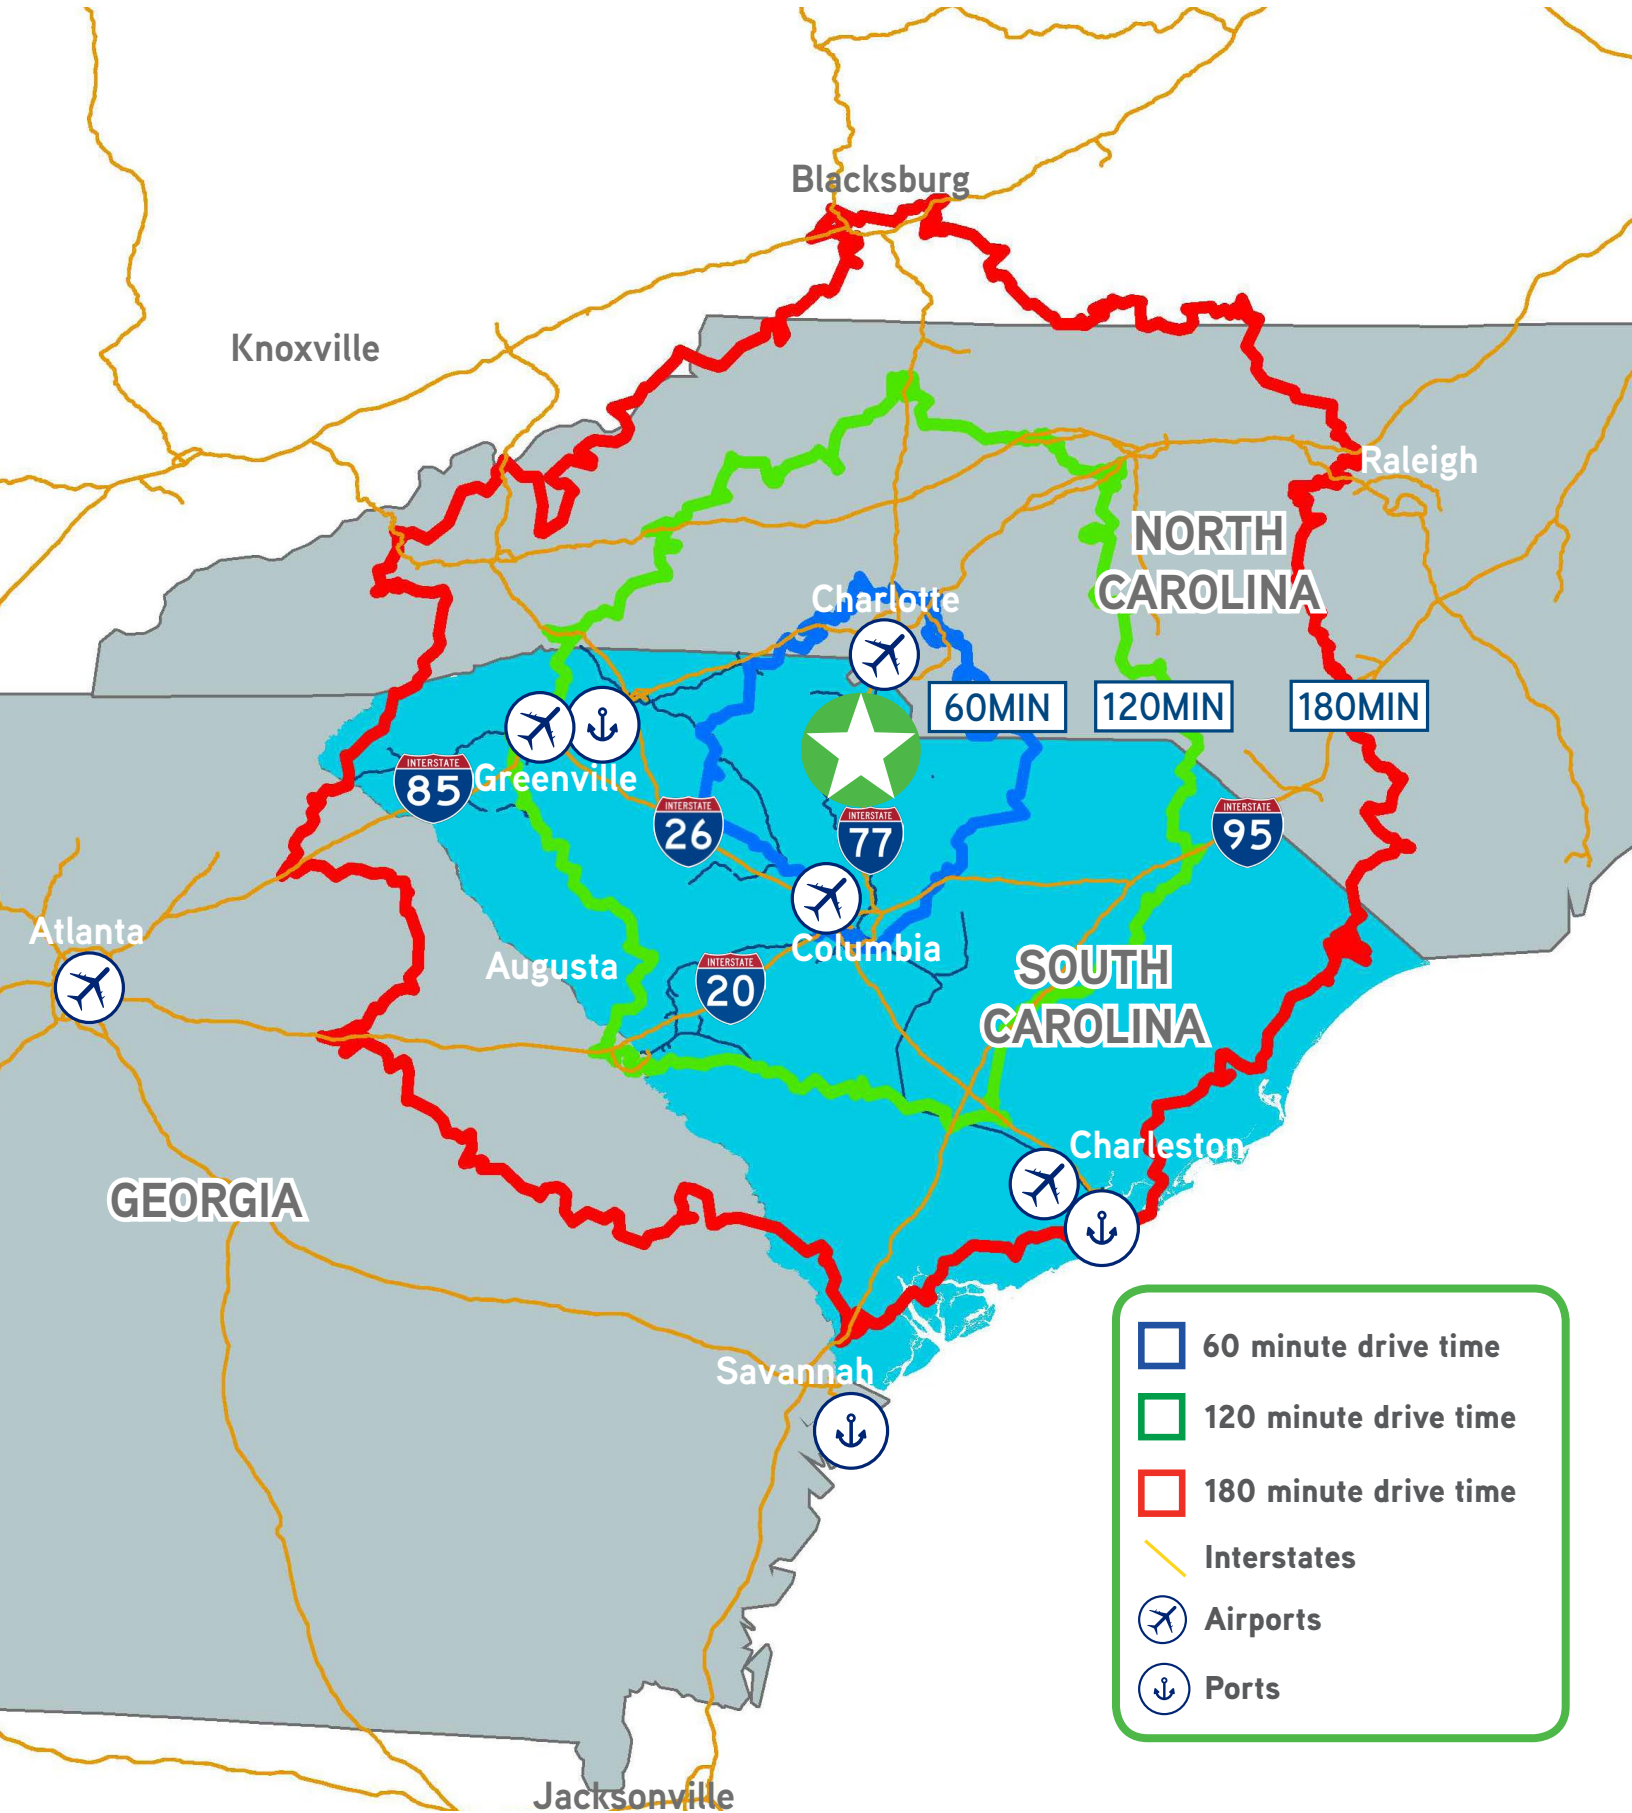 Blacksburg
Knoxville
Raleigh
NORTH
CAROLINA
Charlotte
60MIN
120MIN
180MIN
INTERSTATE
85
Greenville
INTERSTATE
26
INTERSTATE
77
INTERSTATE
95
Atlanta
Augusta
Columbia
INTERSTATE
20
SOUTH
CAROLINA
Charleston
GEORGIA
Savannah
60 minute drive time
120 minute drive time
180 minute drive time
Interstates
Airports
Ports
Jacksonville